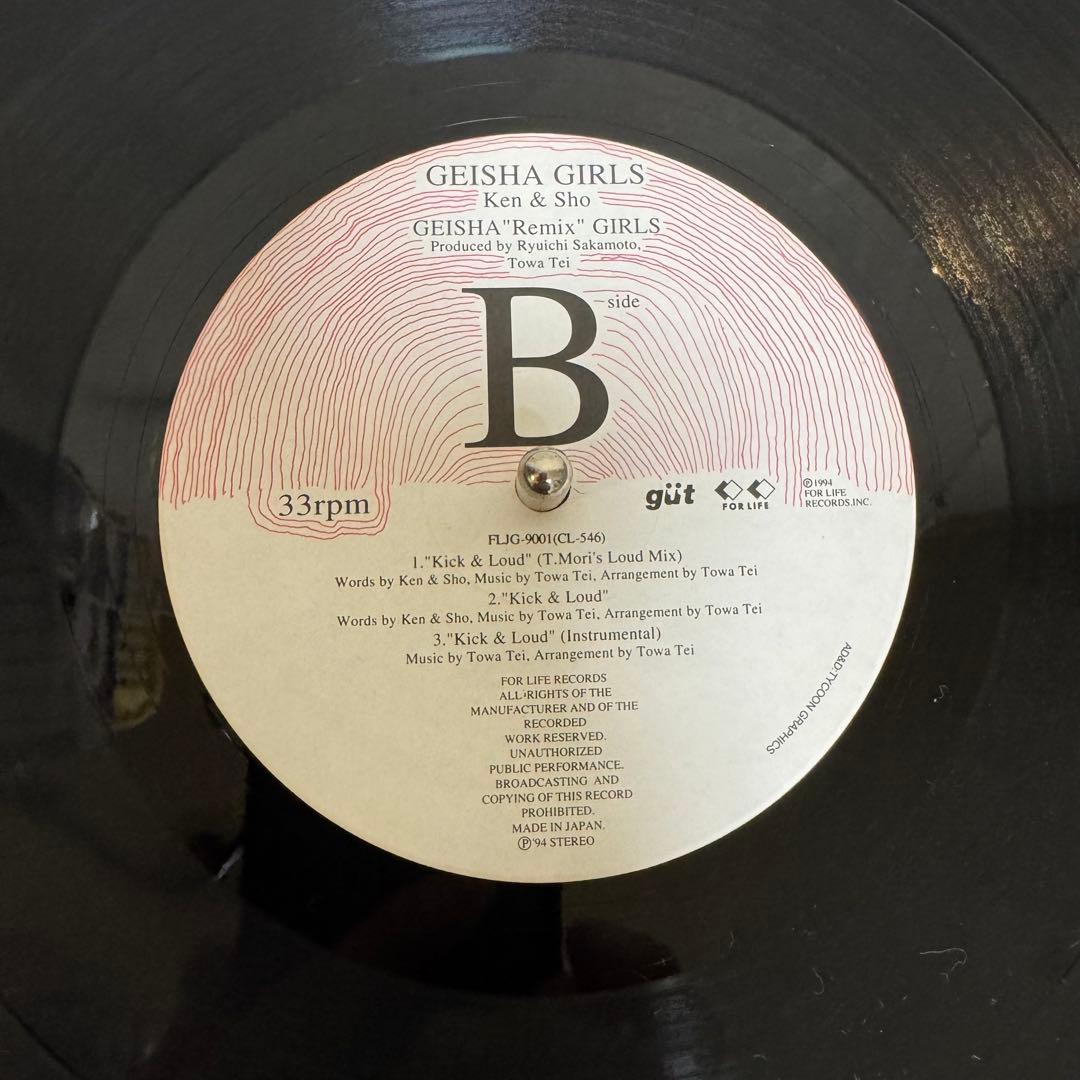 GEISHA GIRLS
Ken & Sho
GEISHA"Remix" GIRLS
Produced by Ryuichi Sakamoto,
Towa Tei
B side
33rpm
güt
FOR LIFE
℗1994
FOR LIFE
RECORDS.INC.
FLJG-9001(CL-546)
1."Kick & Loud" (T.Mori's Loud Mix)
Words by Ken & Sho, Music by Towa Tei, Arrangement by Towa Tei
2."Kick & Loud"
Words by Ken & Sho, Music by Towa Tei, Arrangement by Towa Tei
3."Kick & Loud" (Instrumental)
Music by Towa Tei, Arrangement by Towa Tei
FOR LIFE RECORDS
ALL RIGHTS OF THE
MANUFACTURER AND OF THE
RECORDED
WORK RESERVED.
UNAUTHORIZED
PUBLIC PERFORMANCE.
BROADCASTING AND
COPYING OF THIS RECORD
PROHIBITED.
MADE IN JAPAN.
℗'94 STEREO
AD&D:TYCOON GRAPHICS